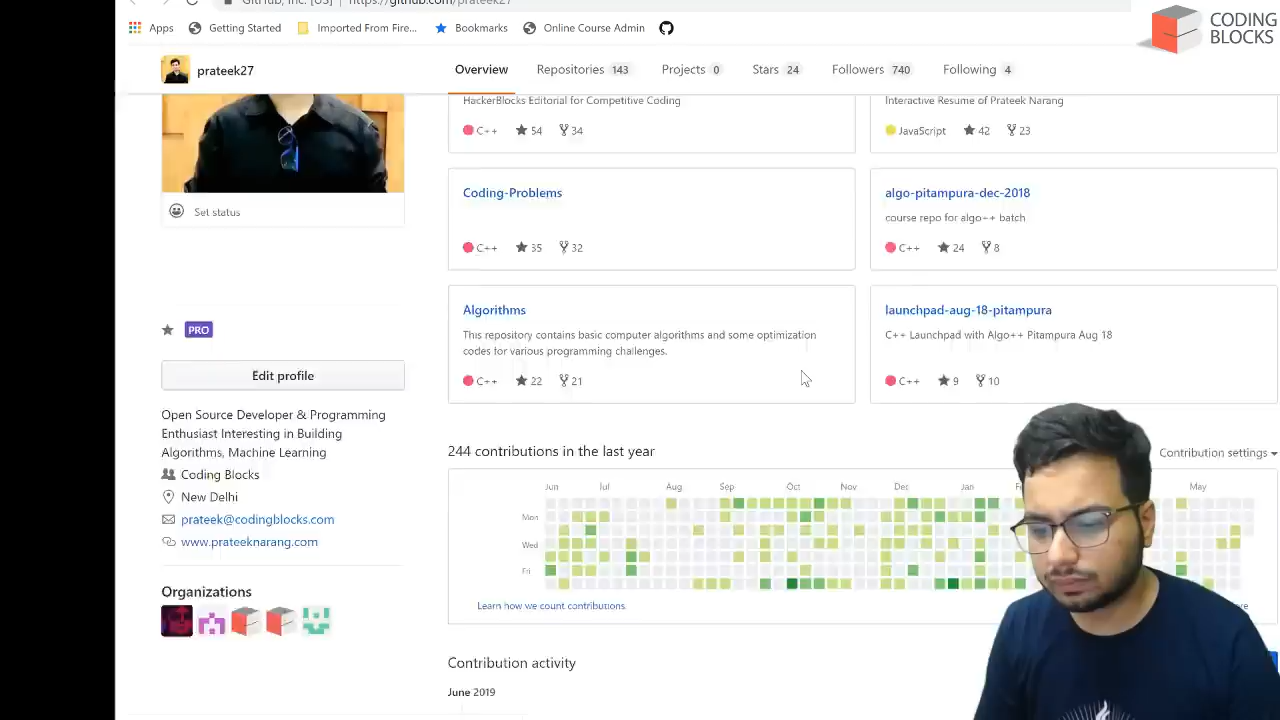 GitHub, Inc. [US] | https://github.com/prateek27
Apps Getting Started Imported From Fire... Bookmarks Online Course Admin
CODING
BLOCKS
prateek27 Overview Repositories 143 Projects 0 Stars 24 Followers 740 Following 4
HackerBlocks Editorial for Competitive Coding
C++ 54 34
Interactive Resume of Prateek Narang
JavaScript 42 23
Coding-Problems
C++ 35 32
algo-pitampura-dec-2018
course repo for algo++ batch
C++ 24 8
Algorithms
This repository contains basic computer algorithms and some optimization
codes for various programming challenges.
C++ 22 21
launchpad-aug-18-pitampura
C++ Launchpad with Algo++ Pitampura Aug 18
C++ 9 10
Set status
PRO
Edit profile
Open Source Developer & Programming
Enthusiast Interesting in Building
Algorithms, Machine Learning
Coding Blocks
New Delhi
prateek@codingblocks.com
www.prateeknarang.com
Organizations
244 contributions in the last year
Contribution settings
Jun Jul Aug Sep Oct Nov Dec Jan May
Mon
Wed
Fri
Learn how we count contributions.
Contribution activity
June 2019